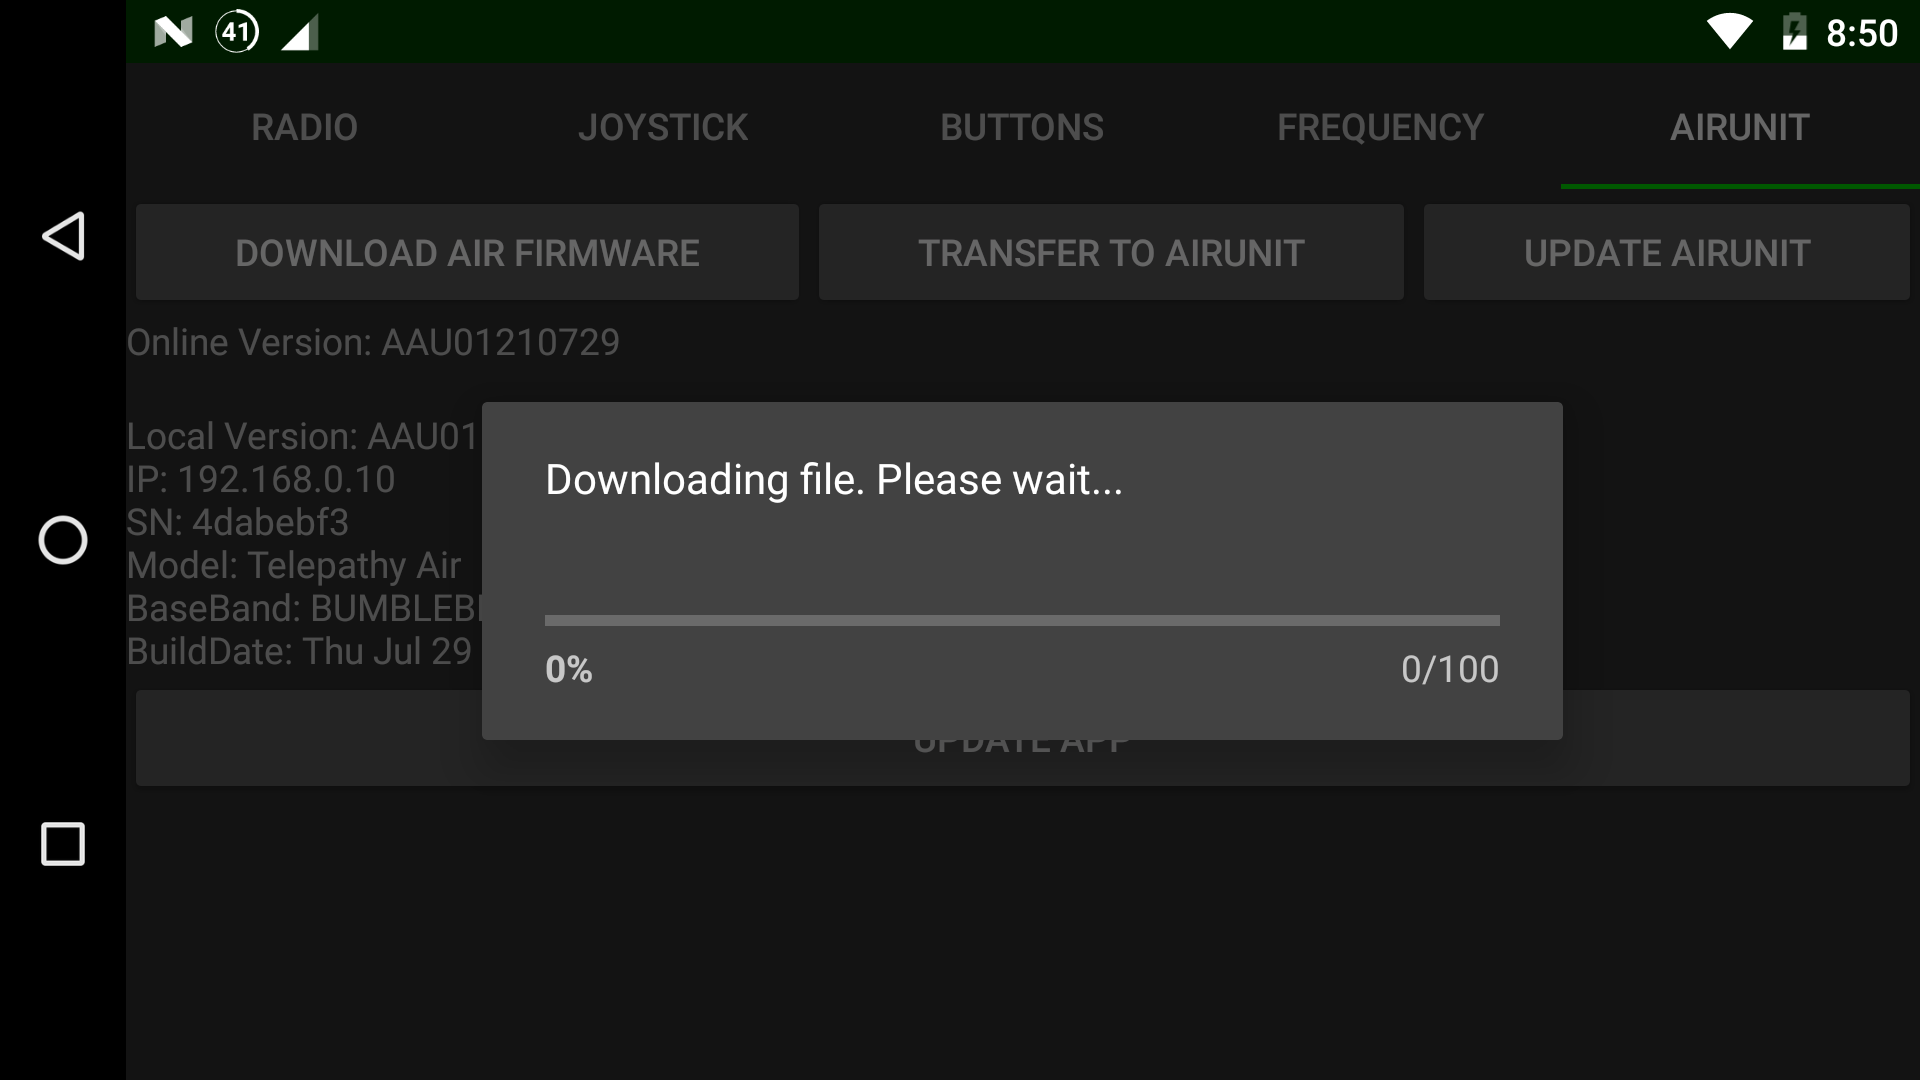 41
8:50
RADIO JOYSTICK BUTTONS FREQUENCY AIRUNIT
DOWNLOAD AIR FIRMWARE TRANSFER TO AIRUNIT UPDATE AIRUNIT
Online Version: AAU01210729
Local Version: AAU01
IP: 192.168.0.10
SN: 4dabebf3
Model: Telepathy Air
BaseBand:
BuildDate: Thu Jul 29
Downloading file. Please wait...
0% 0/100
UPDATE APP